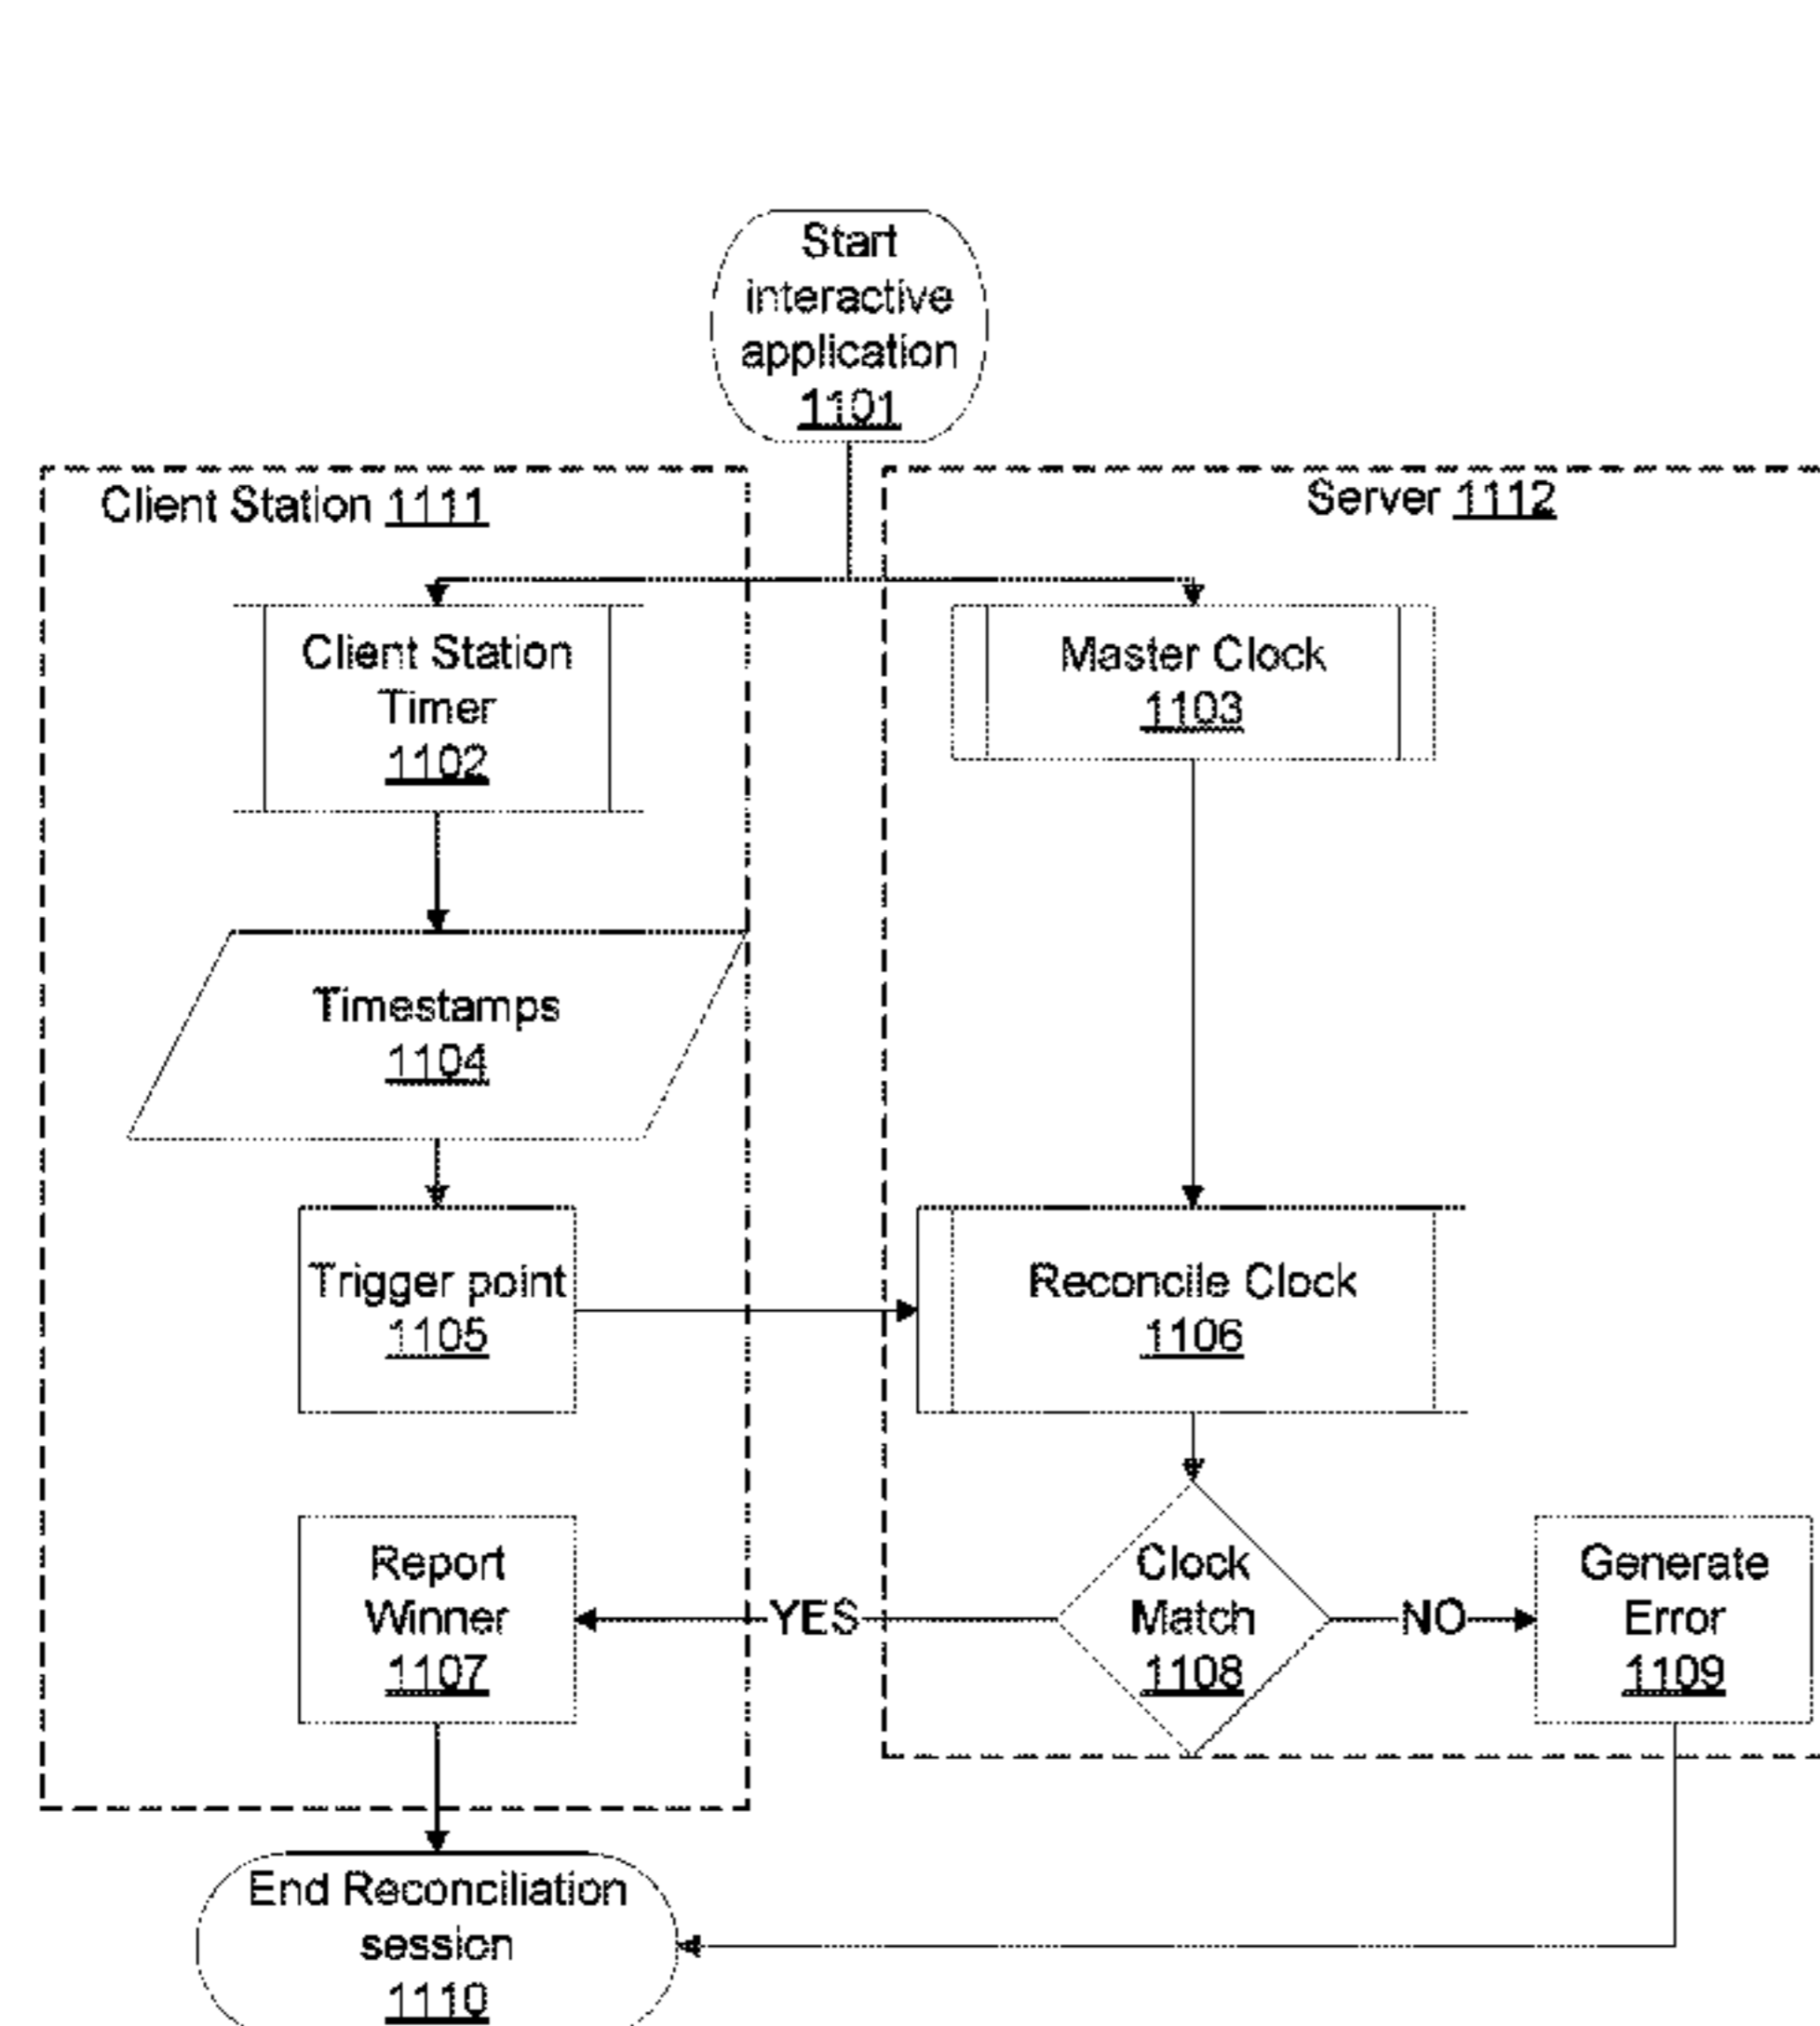 Start
interactive
application
1101
Client Station 1111
Server 1112
Client Station
Timer
1102
Master Clock
1103
Timestamps
1104
Trigger point
1105
Reconcile Clock
1106
Report
Winner
1107
YES
Clock
Match
1108
NO
Generate
Error
1109
End Reconciliation
session
1110